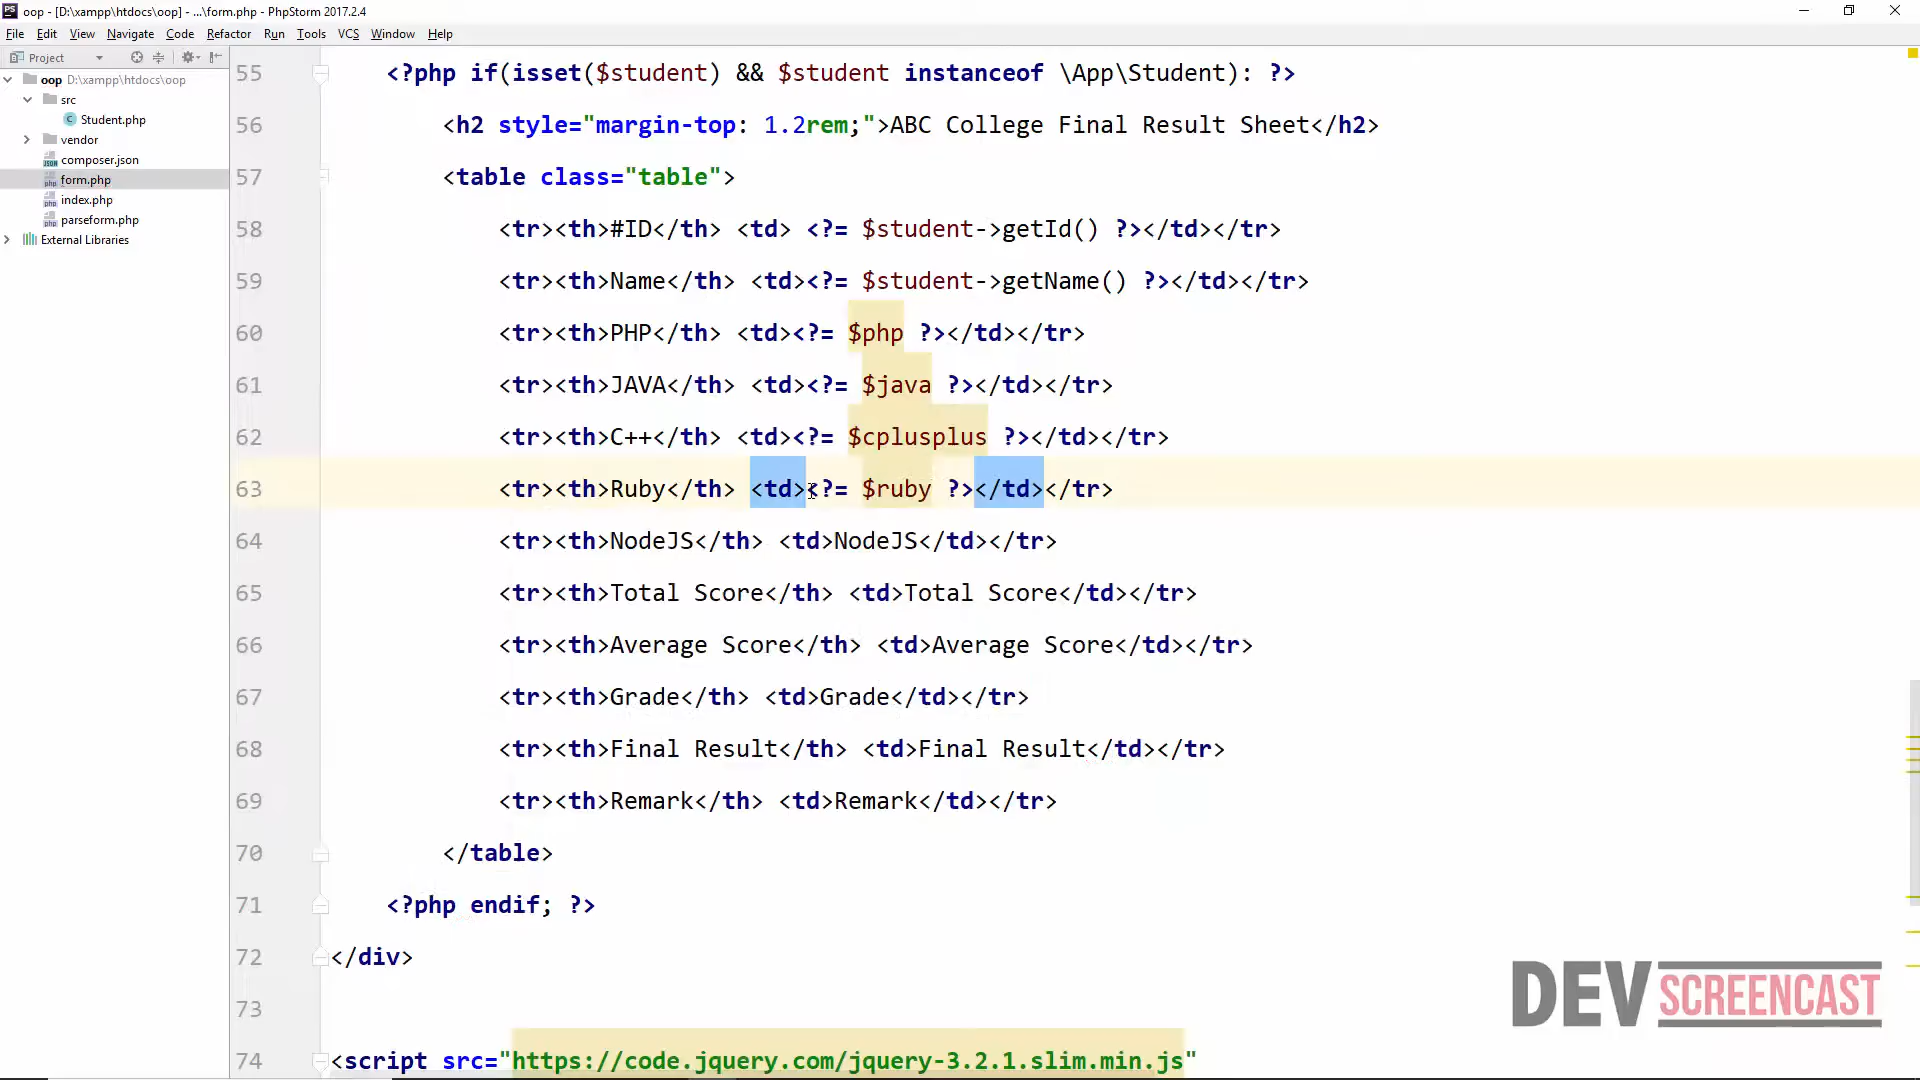 PS oop - [D:\xampp\htdocs\oop] - ...\form.php - PhpStorm 2017.2.4
File Edit View Navigate Code Refactor Run Tools VCS Window Help
Project
oop D:\xampp\htdocs\oop
src
Student.php
vendor
composer.json
form.php
index.php
parseform.php
External Libraries
55 <?php if(isset($student) && $student instanceof \App\Student): ?>
56 <h2 style="margin-top: 1.2rem;">ABC College Final Result Sheet</h2>
57 <table class="table">
58 <tr><th>#ID</th> <td> <?= $student->getId() ?></td></tr>
59 <tr><th>Name</th> <td><?= $student->getName() ?></td></tr>
60 <tr><th>PHP</th> <td><?= $php ?></td></tr>
61 <tr><th>JAVA</th> <td><?= $java ?></td></tr>
62 <tr><th>C++</th> <td><?= $cplusplus ?></td></tr>
63 <tr><th>Ruby</th> <td><?= $ruby ?></td></tr>
64 <tr><th>NodeJS</th> <td>NodeJS</td></tr>
65 <tr><th>Total Score</th> <td>Total Score</td></tr>
66 <tr><th>Average Score</th> <td>Average Score</td></tr>
67 <tr><th>Grade</th> <td>Grade</td></tr>
68 <tr><th>Final Result</th> <td>Final Result</td></tr>
69 <tr><th>Remark</th> <td>Remark</td></tr>
70 </table>
71 <?php endif; ?>
72 </div>
73
74 <script src="https://code.jquery.com/jquery-3.2.1.slim.min.js"
DEVSCREENCAST